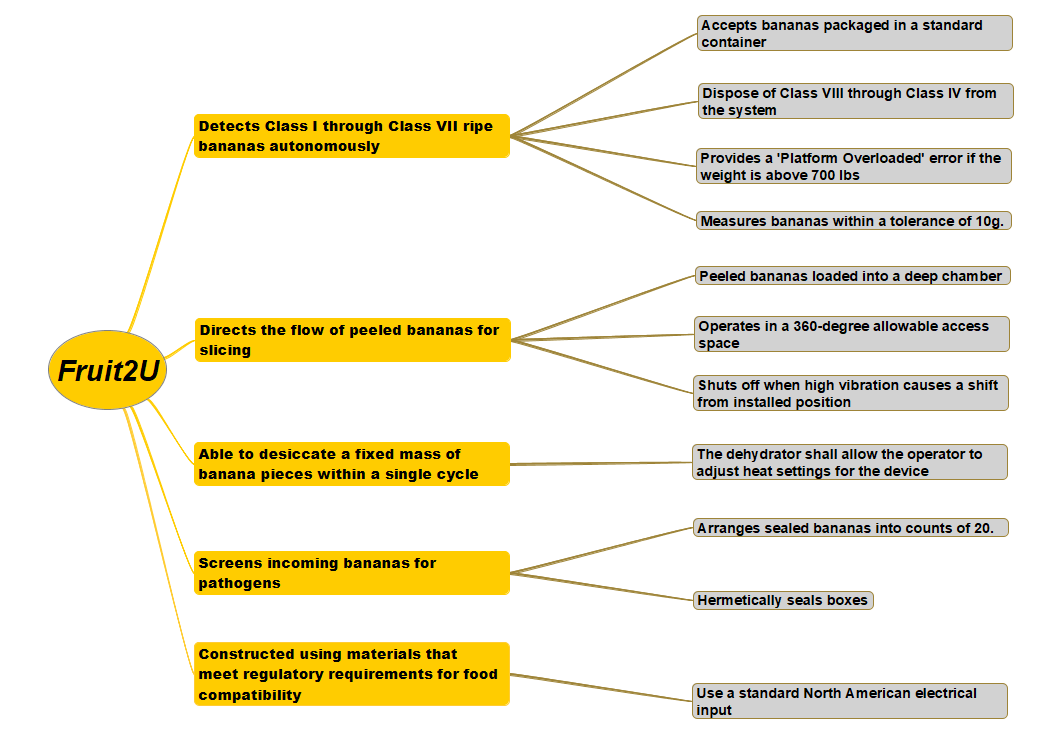 Fruit2U
Detects Class I through Class VII ripe
bananas autonomously
Accepts bananas packaged in a standard
container
Dispose of Class VIII through Class IV from
the system
Provides a 'Platform Overloaded' error if the
weight is above 700 lbs
Measures bananas within a tolerance of 10g.
Directs the flow of peeled bananas for
slicing
Peeled bananas loaded into a deep chamber
Operates in a 360-degree allowable access
space
Shuts off when high vibration causes a shift
from installed position
Able to desiccate a fixed mass of
banana pieces within a single cycle
The dehydrator shall allow the operator to
adjust heat settings for the device
Screens incoming bananas for
pathogens
Arranges sealed bananas into counts of 20.
Hermetically seals boxes
Constructed using materials that
meet regulatory requirements for food
compatibility
Use a standard North American electrical
input